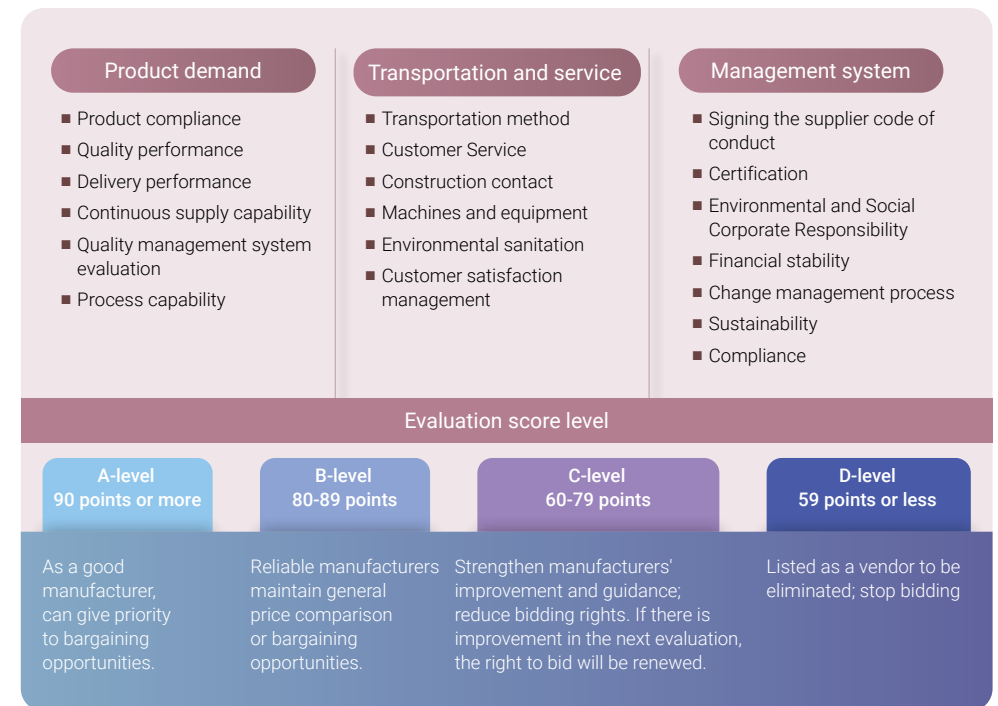 Product demand
Product compliance
Quality performance
Delivery performance
Continuous supply capability
Quality management system
evaluation
Process capability
Transportation and service
Transportation method
Customer Service
Construction contact
Machines and equipment
Environmental sanitation
Customer satisfaction
management
Management system
Signing the supplier code of
conduct
Certification
Environmental and Social
Corporate Responsibility
Financial stability
Change management process
Sustainability
Compliance
Evaluation score level
A-level
90 points or more
As a good
manufacturer,
can give priority
to bargaining
opportunities.
B-level
80-89 points
Reliable manufacturers
maintain general
price comparison
or bargaining
opportunities.
C-level
60-79 points
Strengthen manufacturers'
improvement and guidance;
reduce bidding rights. If there is
improvement in the next evaluation,
the right to bid will be renewed.
D-level
59 points or less
Listed as a vendor to be
eliminated; stop bidding